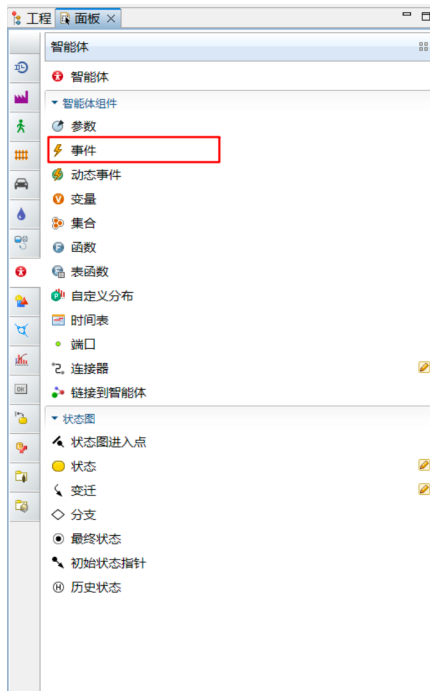 工程 面板
智能体
智能体
智能体组件
参数
事件
动态事件
变量
集合
函数
表函数
自定义分布
时间表
端口
连接器
链接到智能体
状态图
状态图进入点
状态
变迁
分支
最终状态
初始状态指针
历史状态